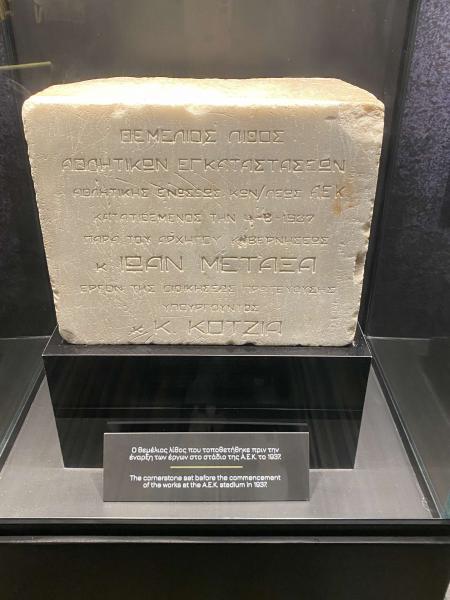 ΘΕΜΕΛΙΟΣ ΛΙΘΟΣ
ΑΘΛΗΤΙΚΩΝ ΕΓΚΑΤΑΣΤΑΣΕΩΝ
ΑΘΛΗΤΙΚΗΣ ΕΝΩΣΕΩΣ ΚΩΝ/ΛΕΩΣ ΑΕΚ
ΚΑΤΑΤΙΘΕΜΕΝΟΣ ΤΗΝ 4-8-1937
ΠΑΡΑ ΤΟΥ ΑΡΧΗΓΟΥ ΚΥΒΕΡΝΗΣΕΩΣ
κ. ΙΩΑΝ ΜΕΤΑΞΑ
ΕΡΓΟΝ ΤΗΣ ΔΙΟΙΚΗΣΕΩΣ ΠΡΩΤΕΥΟΥΣΗΣ
ΥΠΟΥΡΓΟΥΝΤΟΣ
κ. Κ. ΚΟΤΖΙΑ
Ο θεμέλιος λίθος που τοποθετήθηκε πριν την
έναρξη των έργων στο στάδιο της Α.Ε.Κ. το 1937.
The cornerstone set before the commencement
of the works at the A.E.K. stadium in 1937.